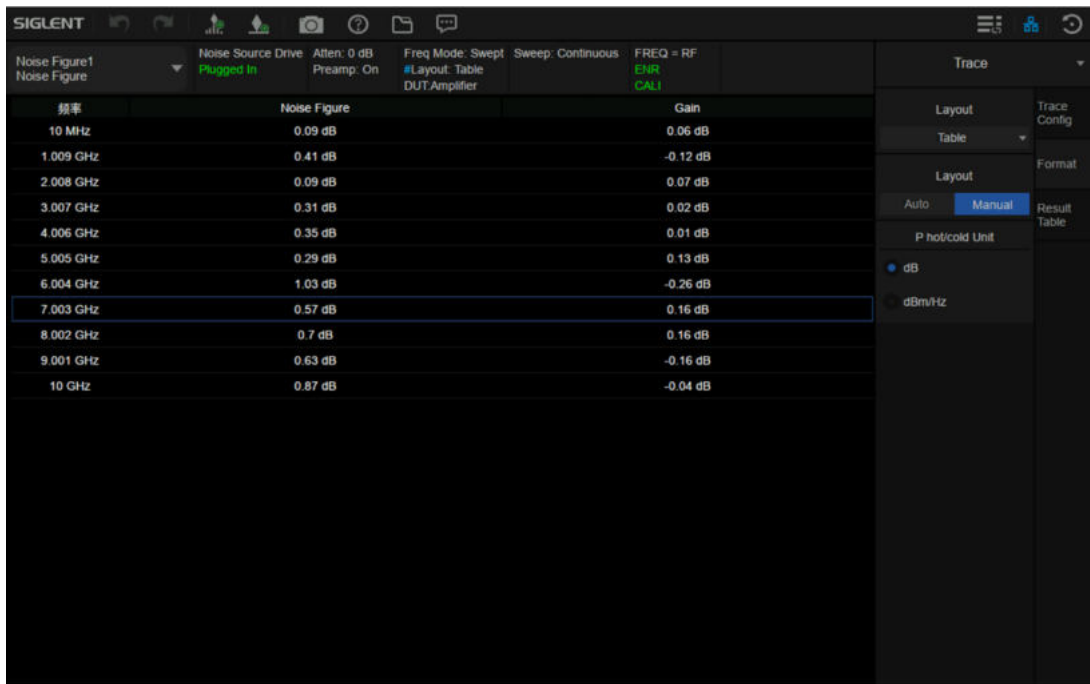 SIGLENT
Noise Figure1
Noise Figure
Noise Source Drive
Plugged In
Atten: 0 dB
Preamp: On
Freq Mode: Swept
#Layout: Table
DUT:Amplifier
Sweep: Continuous
FREQ = RF
ENR
CALI
频率 Noise Figure Gain
10 MHz 0.09 dB 0.06 dB
1.009 GHz 0.41 dB -0.12 dB
2.008 GHz 0.09 dB 0.07 dB
3.007 GHz 0.31 dB 0.02 dB
4.006 GHz 0.35 dB 0.01 dB
5.005 GHz 0.29 dB 0.13 dB
6.004 GHz 1.03 dB -0.26 dB
7.003 GHz 0.57 dB 0.16 dB
8.002 GHz 0.7 dB 0.16 dB
9.001 GHz 0.63 dB -0.16 dB
10 GHz 0.87 dB -0.04 dB
Trace
Layout
Table
Layout
Auto Manual
P hot/cold Unit
dB
dBm/Hz
Trace
Config
Format
Result
Table